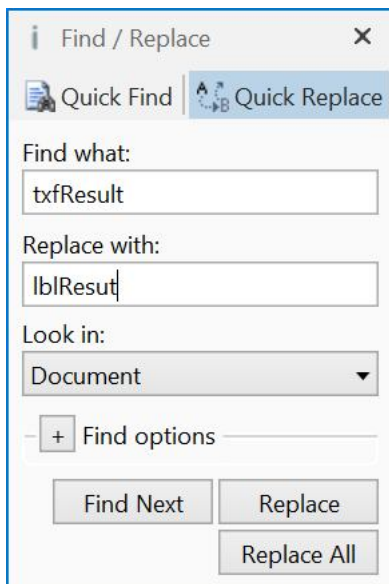 i Find / Replace ×
Quick Find A B Quick Replace
Find what:
txfResult
Replace with:
lblResut
Look in:
Document
+ Find options
Find Next Replace
Replace All